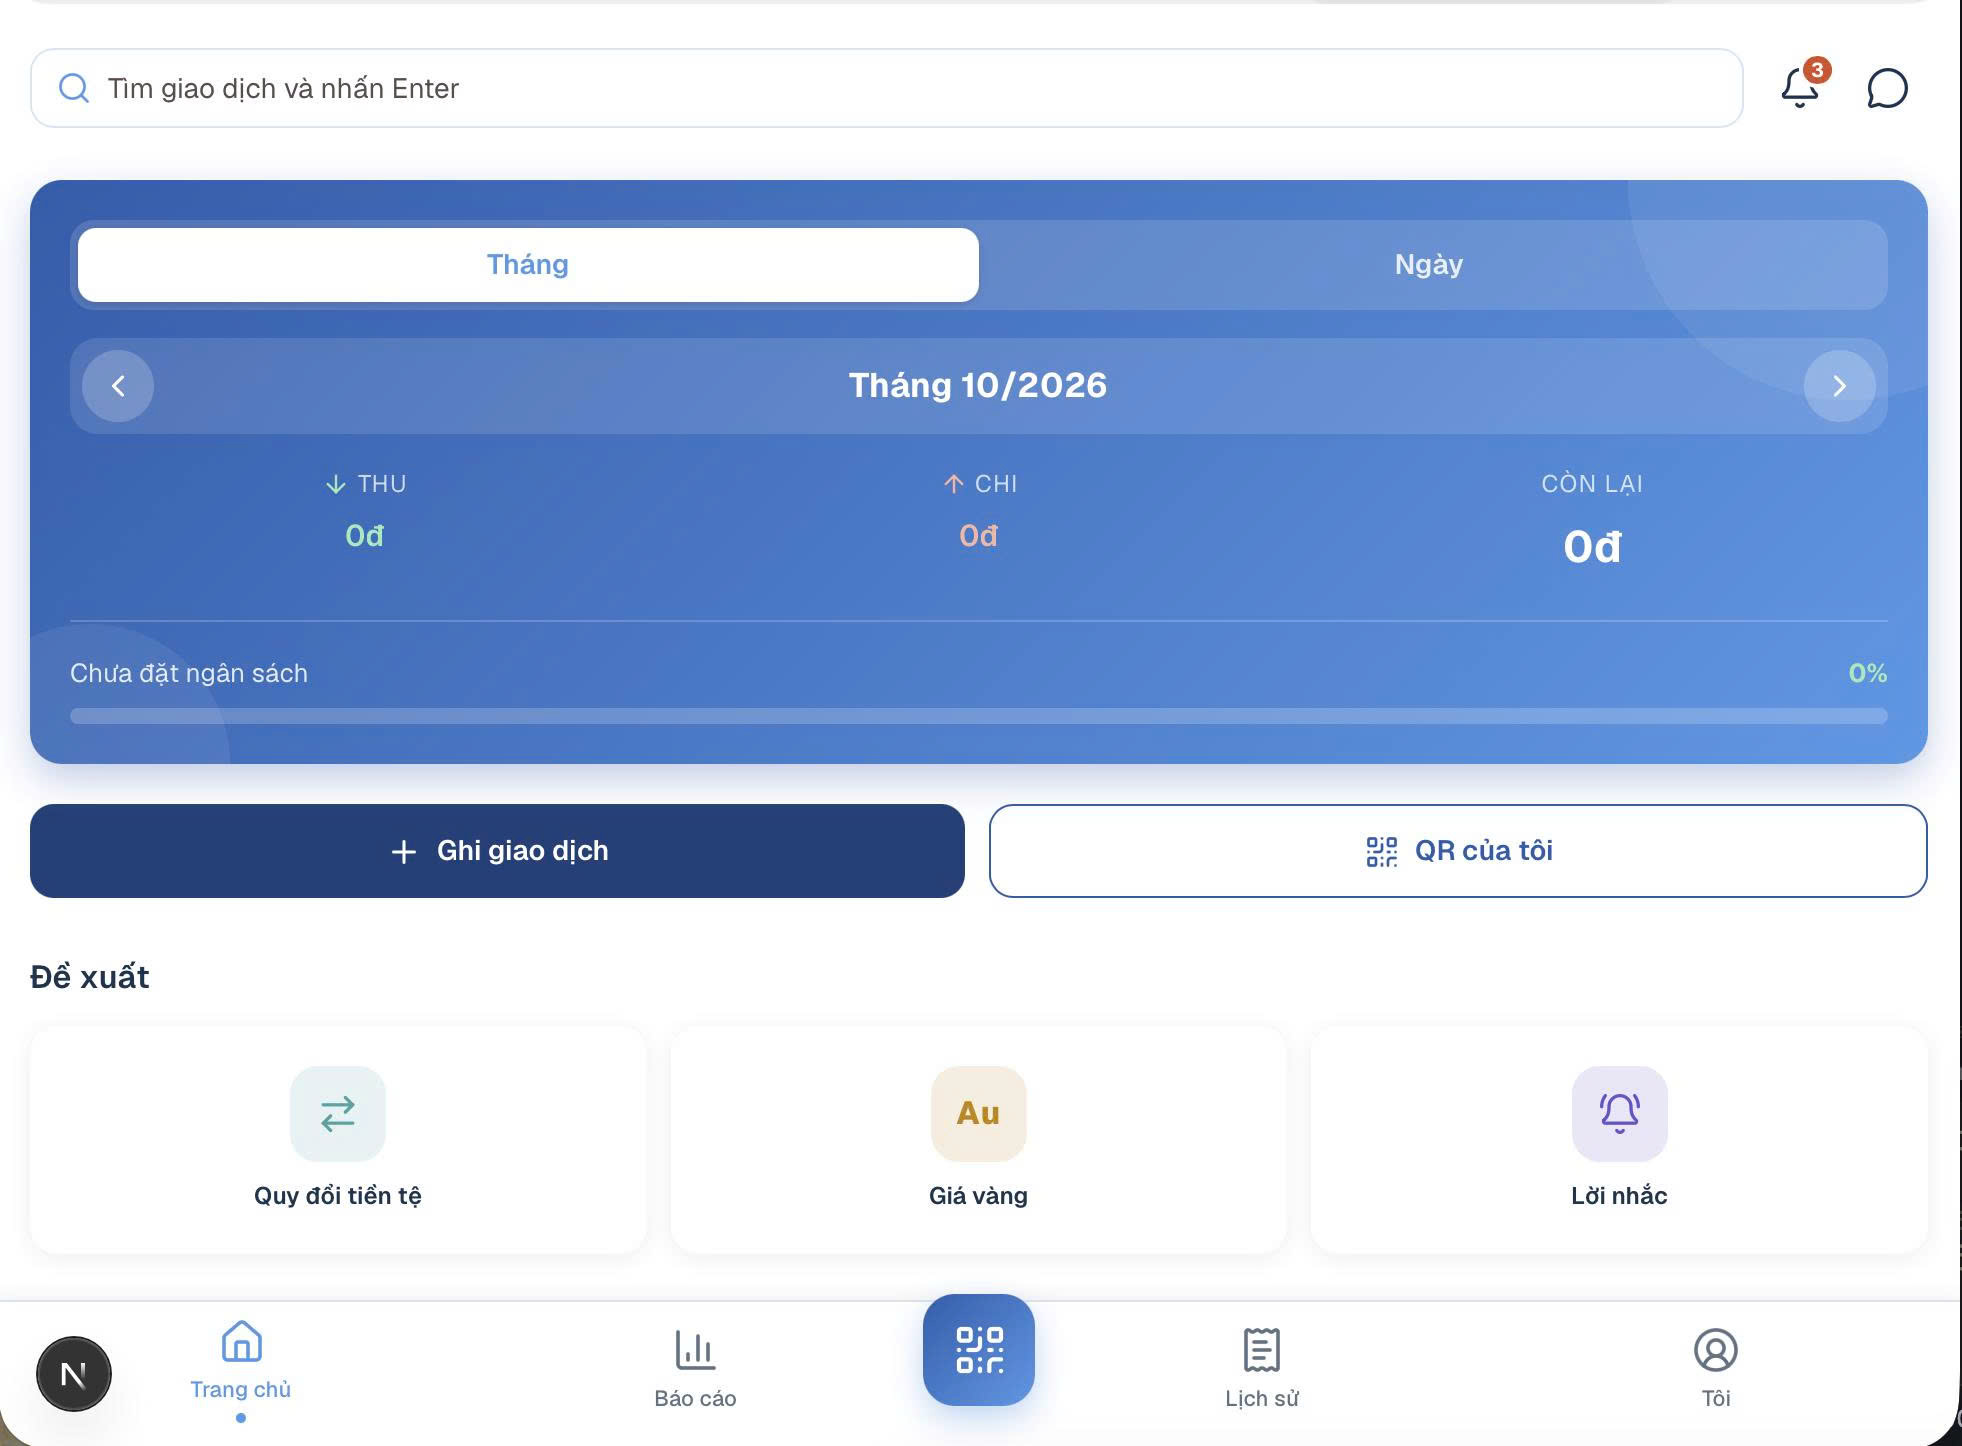 Tìm giao dịch và nhấn Enter
3
Tháng
Ngày
Tháng 10/2026
THU
CHI
CÒN LẠI
0đ
0đ
0đ
Chưa đặt ngân sách
0%
Ghi giao dịch
QR của tôi
Đề xuất
Au
Quy đổi tiền tệ
Giá vàng
Lời nhắc
N
Trang chủ
Báo cáo
Lịch sử
Tôi